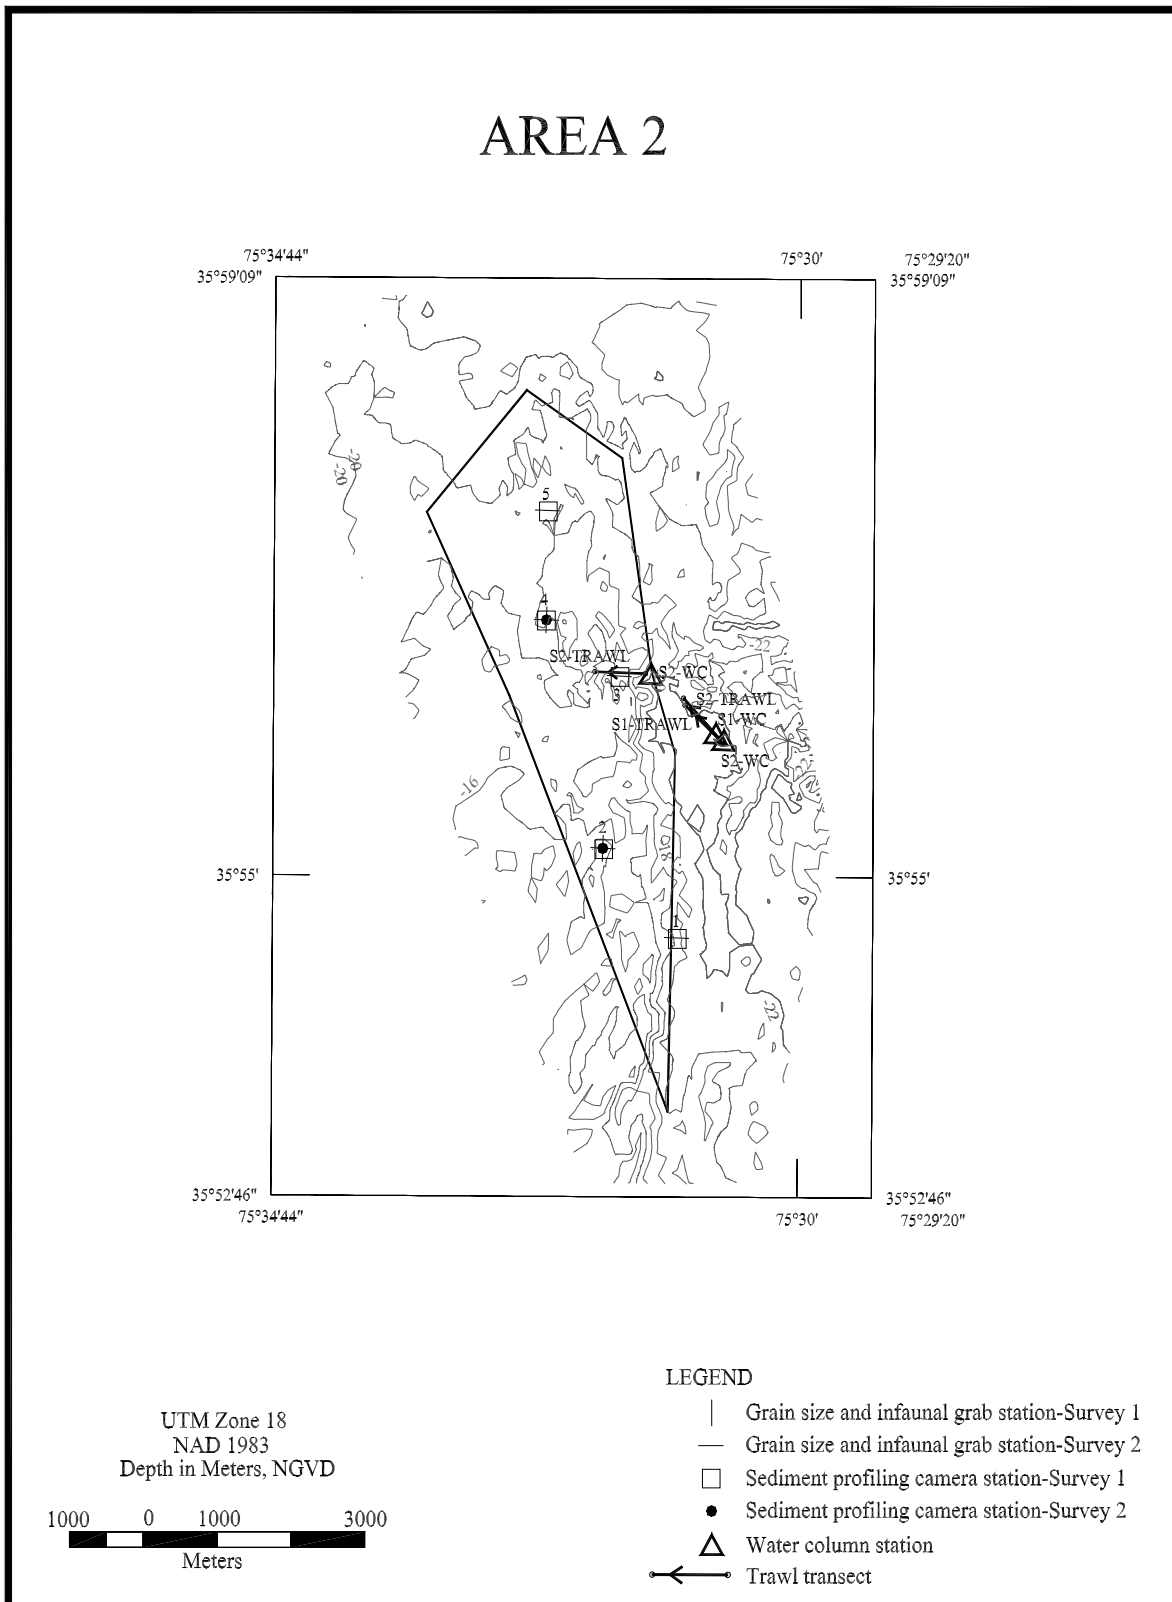 AREA 2
75°34'44"
75°30'
75°29'20"
35°59'09"
35°59'09"
-20
-20
5
4
-22
S2-TRAWL
S2-WC
3
S2-TRAWL
S1-TRAWL
S1-WC
S2-WC
-22
-16
2
-18
35°55'
35°55'
1
-22
35°52'46"
35°52'46"
75°34'44"
75°30'
75°29'20"
LEGEND
Grain size and infaunal grab station-Survey 1
Grain size and infaunal grab station-Survey 2
Sediment profiling camera station-Survey 1
Sediment profiling camera station-Survey 2
Water column station
Trawl transect
UTM Zone 18
NAD 1983
Depth in Meters, NGVD
1000 0 1000 3000
Meters